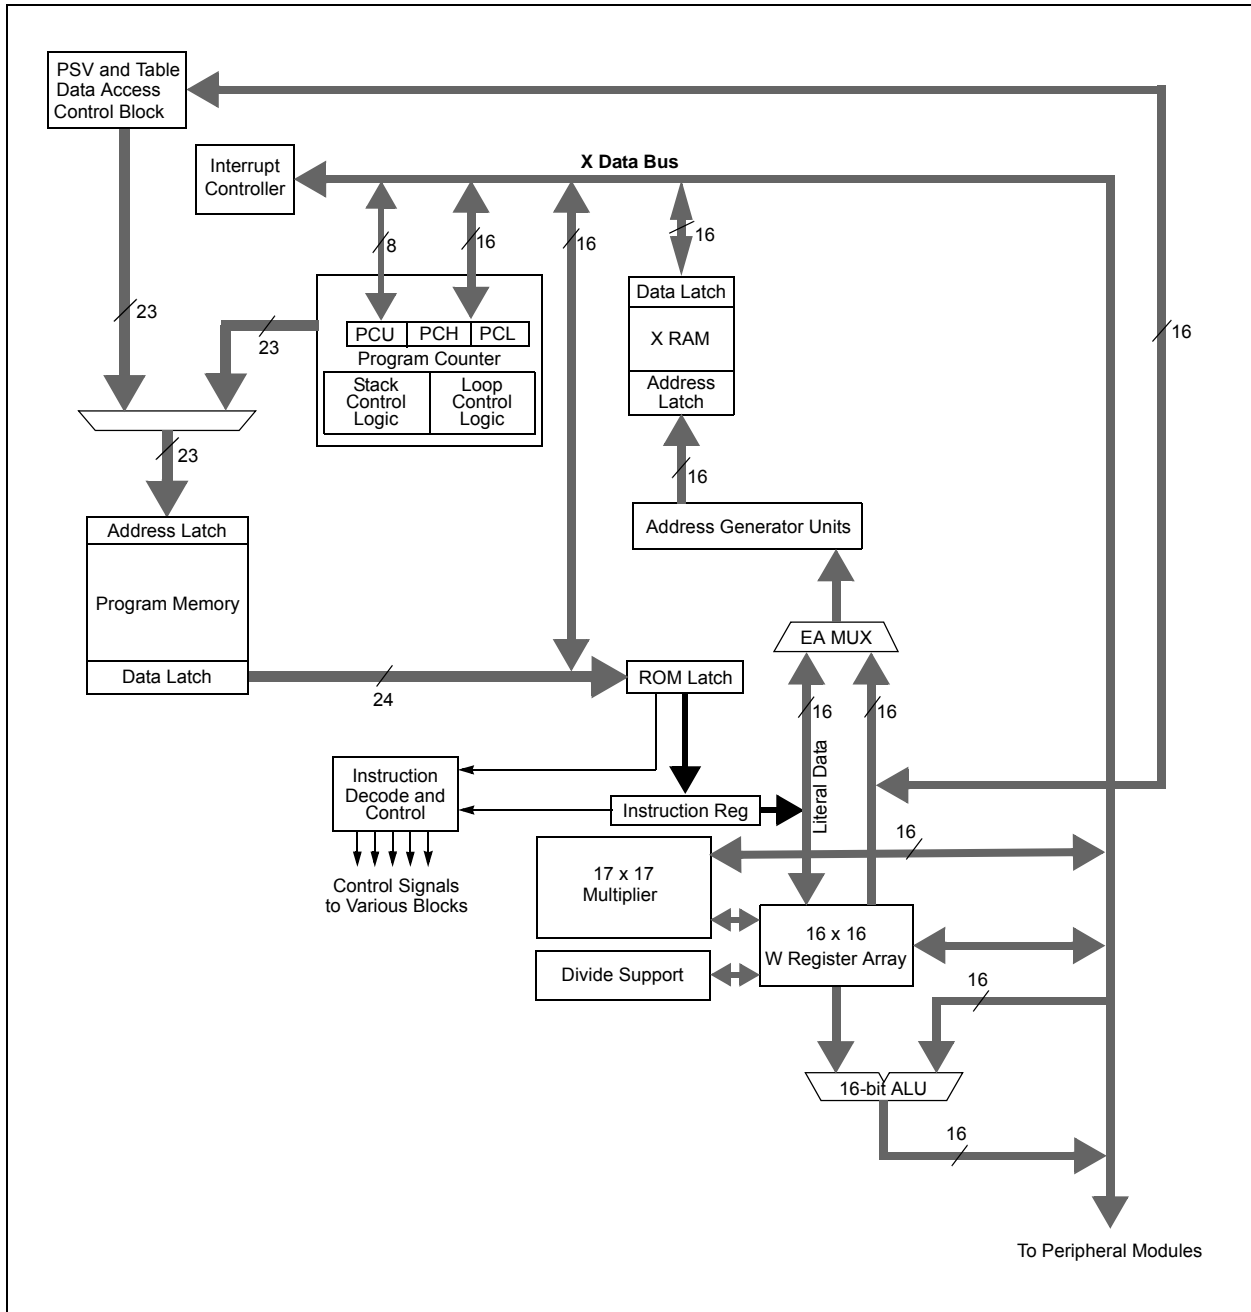 PSV and Table
Data Access
Control Block
Interrupt
Controller
X Data Bus
8
16
16
16
23
23
16
PCU PCH PCL
Program Counter
Stack
Control
Logic
Loop
Control
Logic
Data Latch
X RAM
Address
Latch
23
16
Address Latch
Program Memory
Data Latch
Address Generator Units
EA MUX
24
ROM Latch
16
16
Literal Data
Instruction
Decode and
Control
Instruction Reg
Control Signals
to Various Blocks
16
17 x 17
Multiplier
16 x 16
W Register Array
Divide Support
16
16-bit ALU
16
To Peripheral Modules